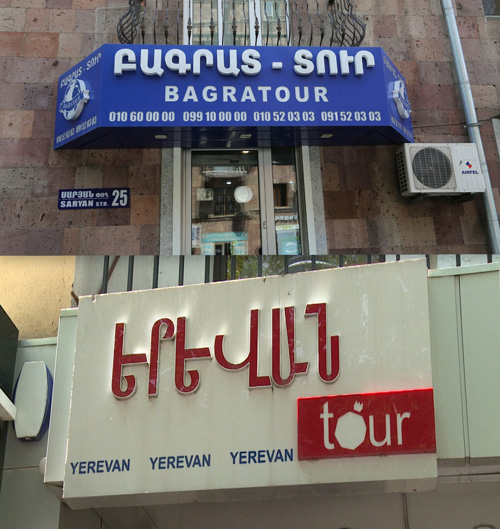 ԲԱԳՐԱՏ - ՏՈՒՐ
BAGRATOUR
010 60 00 00 099 10 00 00 010 52 03 03 091 52 03 03
ՍԱՐՅԱՆ ՓՈՂ. 25
SARYAN STR.
AIRFEL
ԵՐԵՎԱՆ
tour
YEREVAN YEREVAN YEREVAN